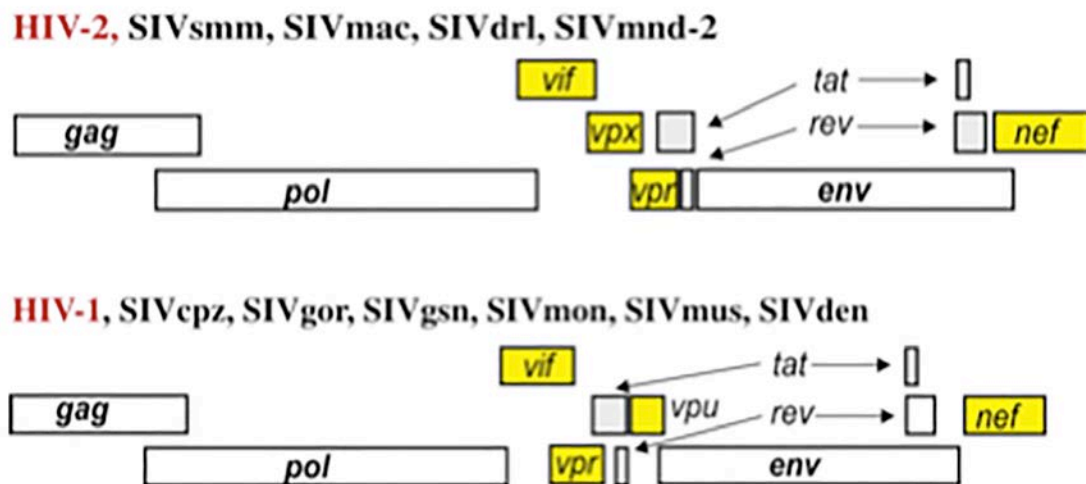 HIV-2, SIVsmm, SIVmac, SIVdrl, SIVmnd-2
vif
tat
gag
vpx
rev
nef
pol
vpr
env
HIV-1, SIVcpz, SIVgor, SIVgsn, SIVmon, SIVmus, SIVden
vif
tat
gag
vpu
rev
nef
pol
vpr
env